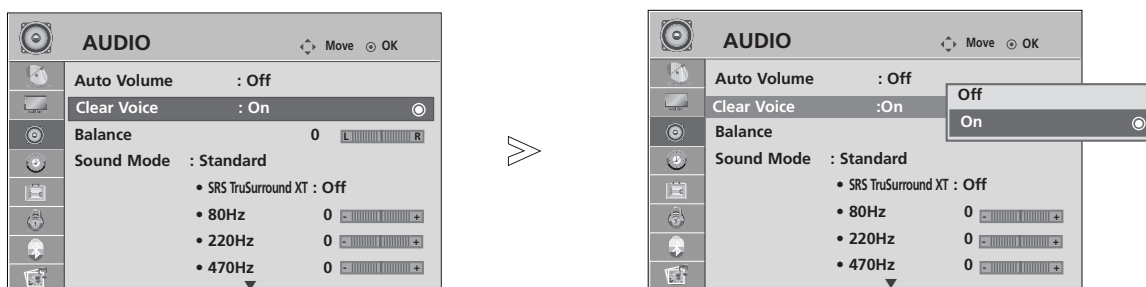 AUDIO
Move OK
Auto Volume : Off
Clear Voice : On
Balance 0 L R
Sound Mode : Standard
• SRS TruSurround XT : Off
• 80Hz 0 - +
• 220Hz 0 - +
• 470Hz 0 - +
AUDIO
Move OK
Auto Volume : Off
Clear Voice :On
Off
On
Balance
Sound Mode : Standard
• SRS TruSurround XT : Off
• 80Hz 0 - +
• 220Hz 0 - +
• 470Hz 0 - +